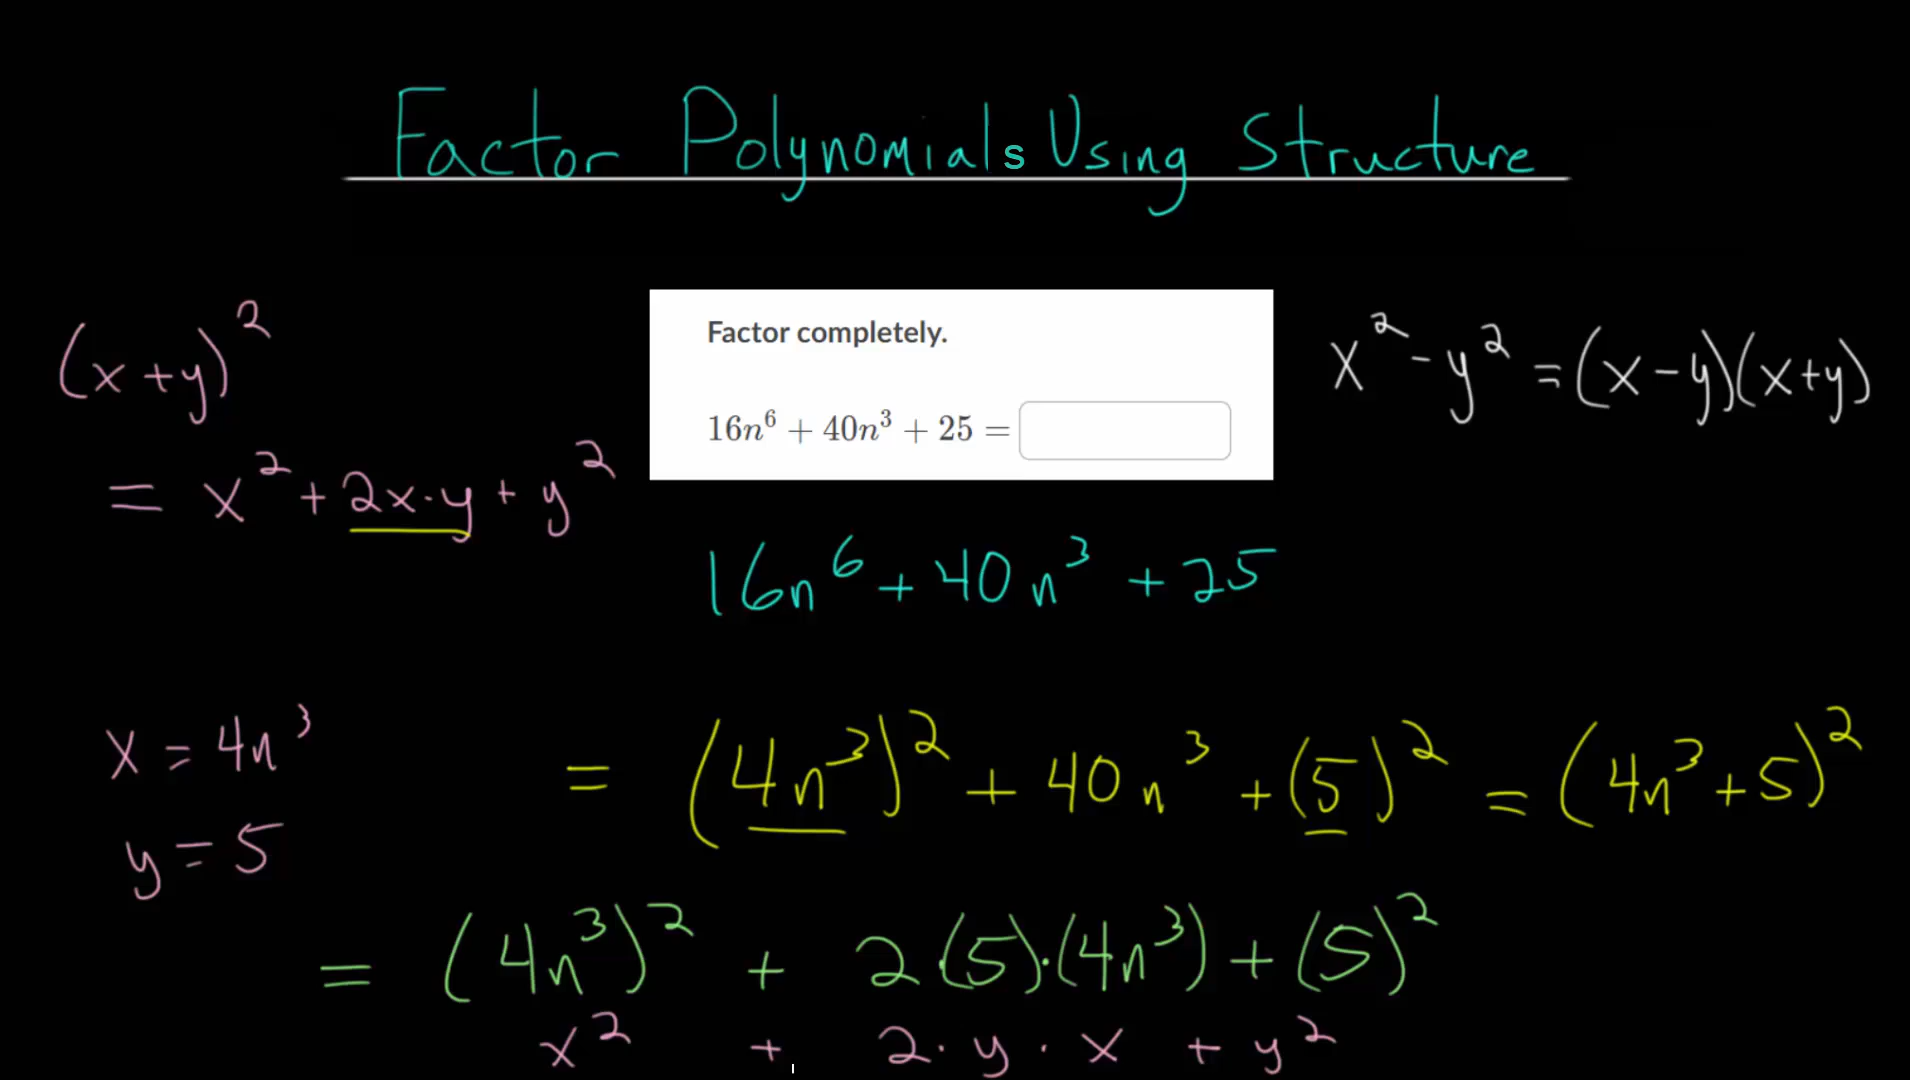 Factor Polynomials Using Structure
(x+y)²
= x² + 2x·y + y²
Factor completely.
16n⁶ + 40n³ + 25 =
x² - y² = (x-y)(x+y)
16n⁶ + 40n³ + 25
x = 4n³
y = 5
= (4n³)² + 40n³ + (5)² = (4n³+5)²
= (4n³)² + 2·(5)·(4n³) + (5)²
x² + 2·y·x + y²